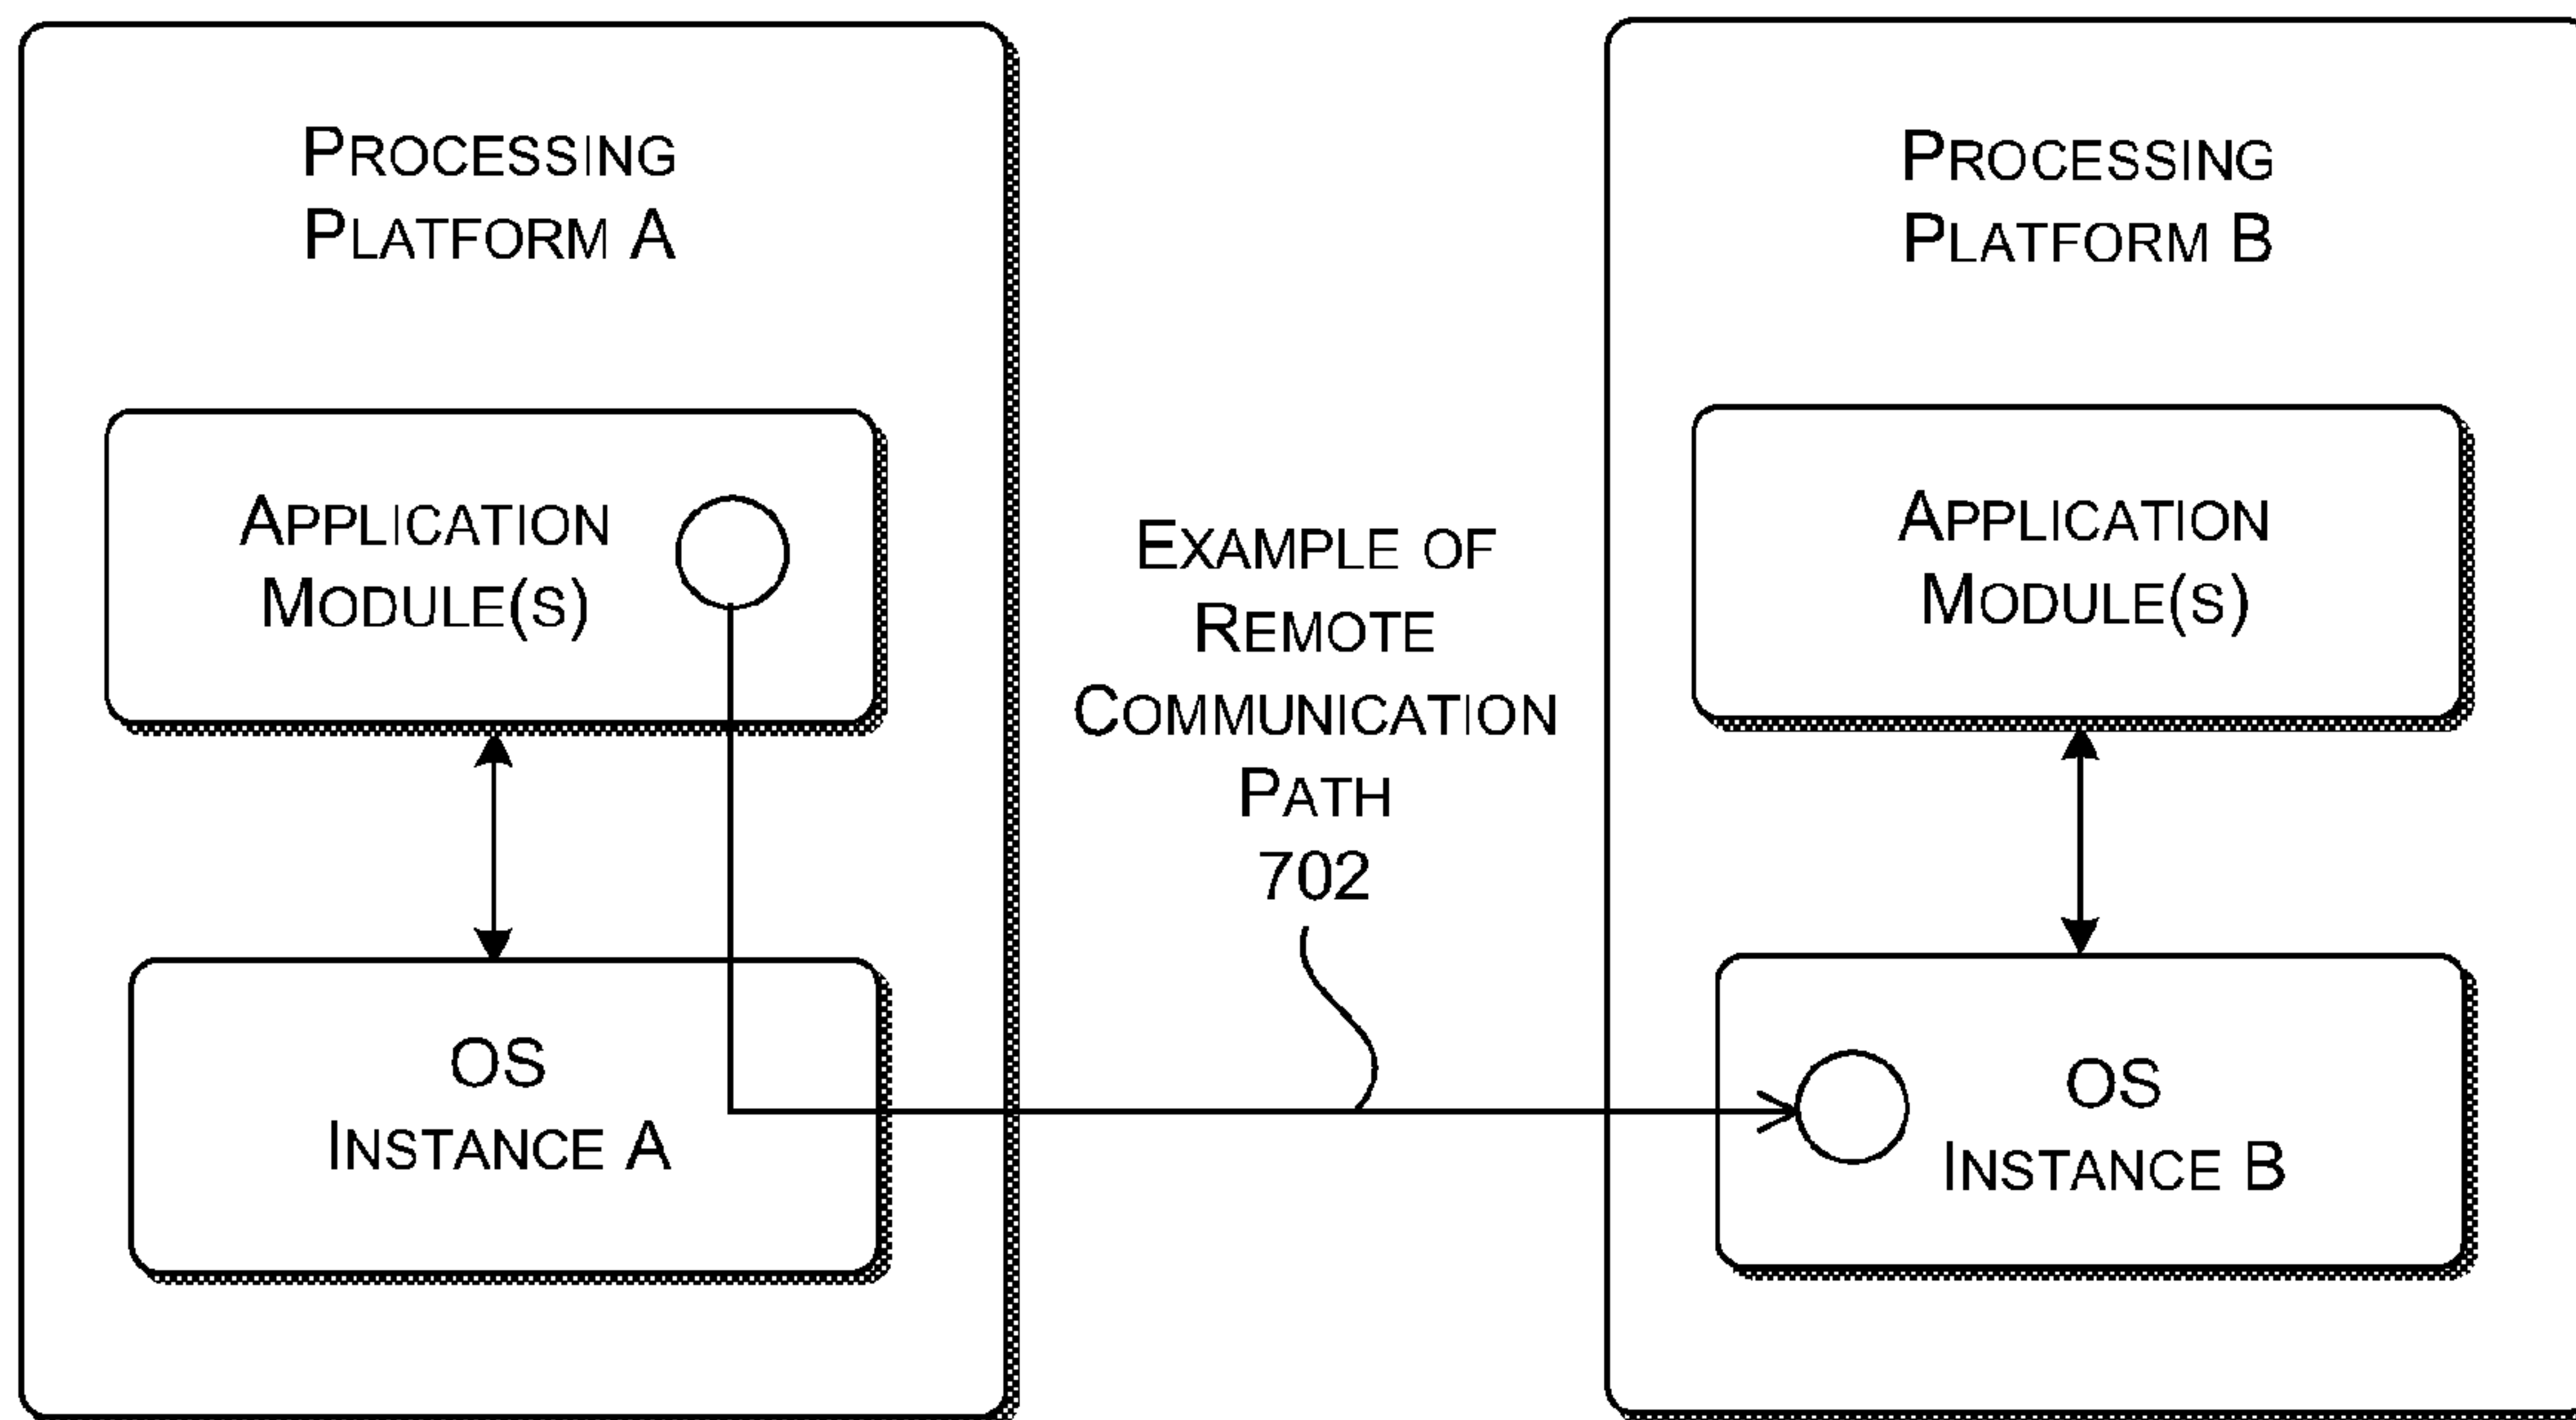 PROCESSING
PLATFORM A
APPLICATION
MODULE(S)
OS
INSTANCE A
EXAMPLE OF
REMOTE
COMMUNICATION
PATH
702
PROCESSING
PLATFORM B
APPLICATION
MODULE(S)
OS
INSTANCE B